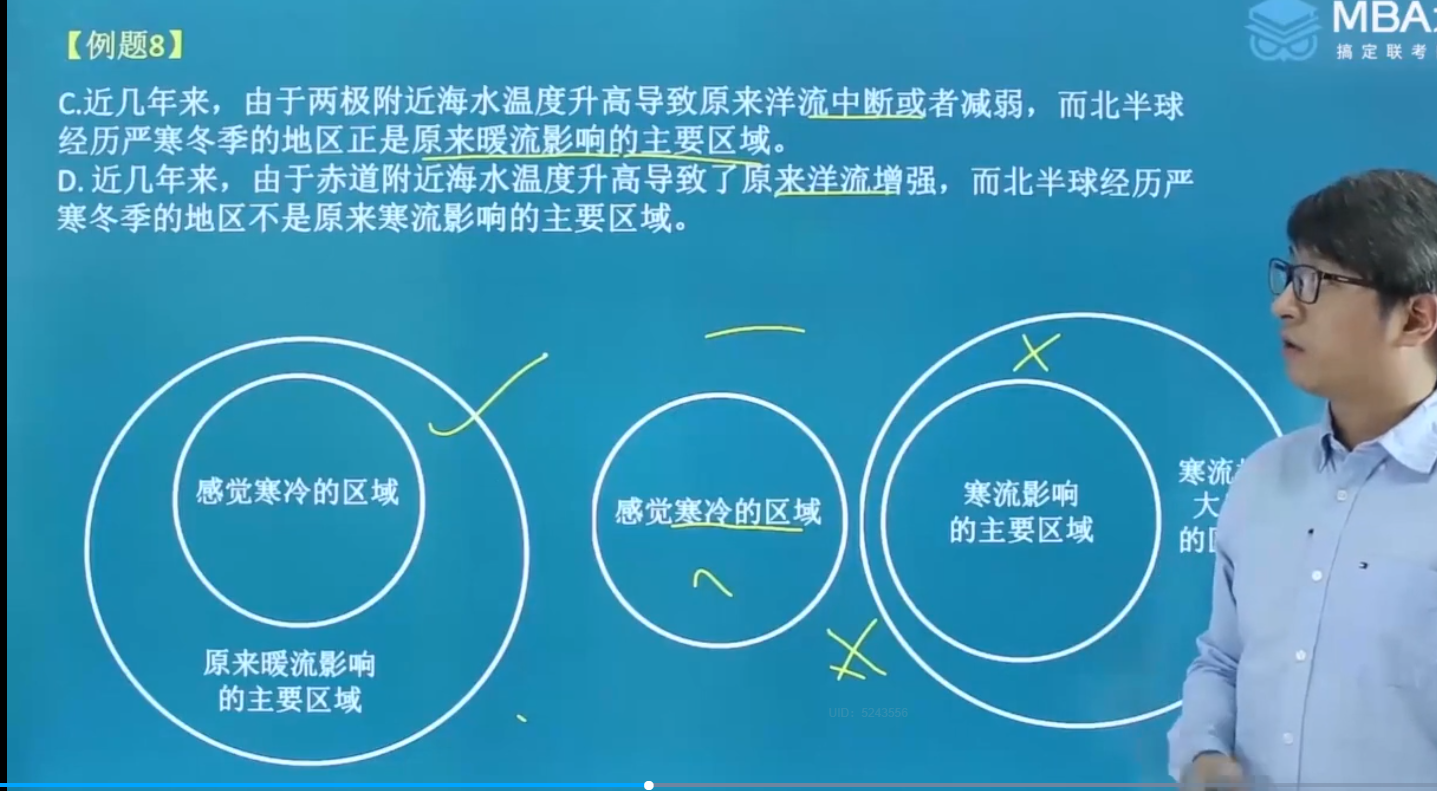 【例题8】
MBA
搞定联考
C.近几年来，由于两极附近海水温度升高导致原来洋流中断或者减弱，而北半球
经历严寒冬季的地区正是原来暖流影响的主要区域。
D. 近几年来，由于赤道附近海水温度升高导致了原来洋流增强，而北半球经历严
寒冬季的地区不是原来寒流影响的主要区域。
感觉寒冷的区域
原来暖流影响
的主要区域
感觉寒冷的区域
寒流影响
的主要区域
寒流
大
的
UID: 5243556